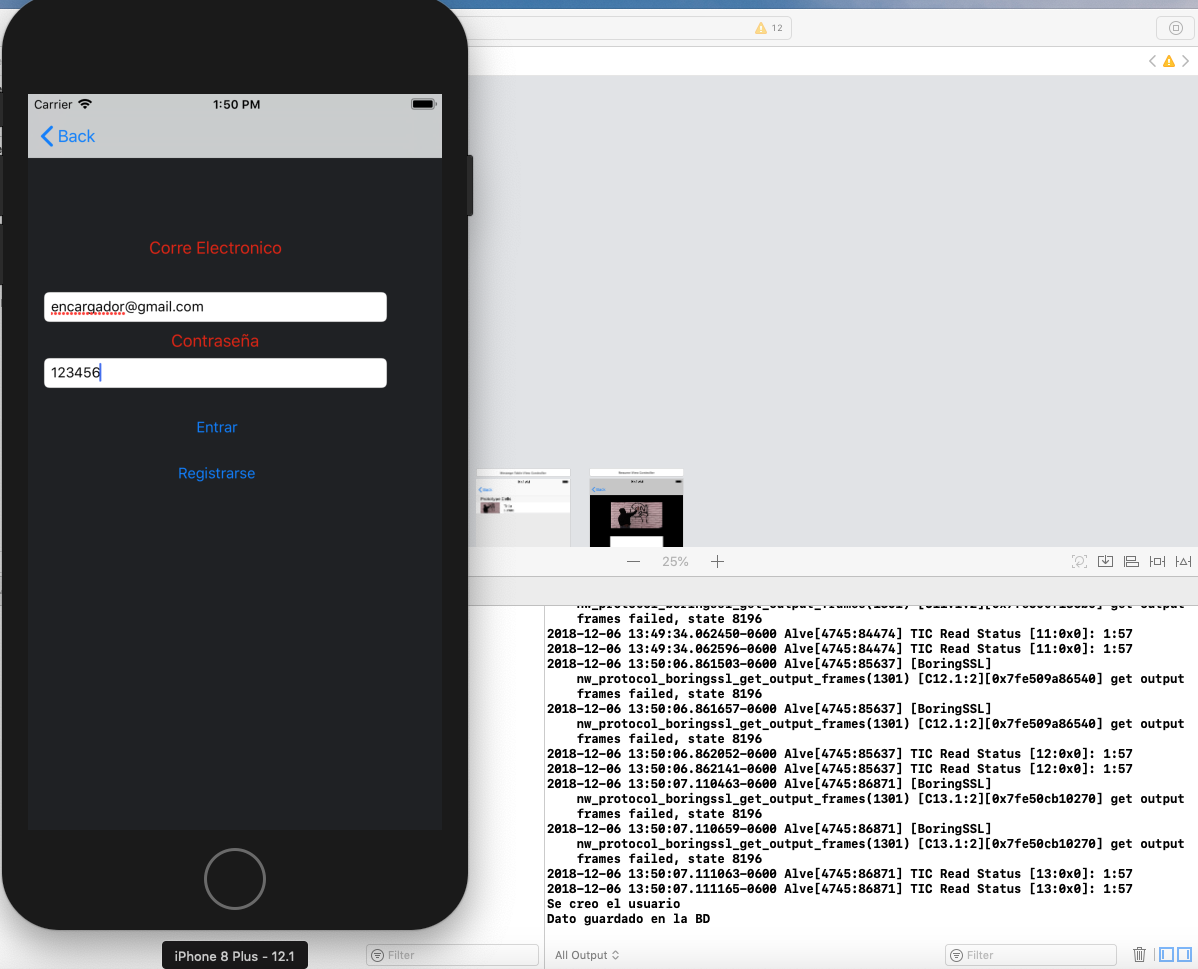 12
Carrier 1:50 PM
Back
Corre Electronico
encargador@gmail.com
Contraseña
123456
Entrar
Registrarse
Back
Prototype Cells
Title
25%
frames failed, state 8196
2018-12-06 13:49:34.062450-0600 Alve[4745:84474] TIC Read Status [11:0x0]: 1:57
2018-12-06 13:49:34.062596-0600 Alve[4745:84474] TIC Read Status [11:0x0]: 1:57
2018-12-06 13:50:06.861503-0600 Alve[4745:85637] [BoringSSL]
nw_protocol_boringssl_get_output_frames(1301) [C12.1:2][0x7fe509a86540] get output
frames failed, state 8196
2018-12-06 13:50:06.861657-0600 Alve[4745:85637] [BoringSSL]
nw_protocol_boringssl_get_output_frames(1301) [C12.1:2][0x7fe509a86540] get output
frames failed, state 8196
2018-12-06 13:50:06.862052-0600 Alve[4745:85637] TIC Read Status [12:0x0]: 1:57
2018-12-06 13:50:06.862141-0600 Alve[4745:85637] TIC Read Status [12:0x0]: 1:57
2018-12-06 13:50:07.110463-0600 Alve[4745:86871] [BoringSSL]
nw_protocol_boringssl_get_output_frames(1301) [C13.1:2][0x7fe50cb10270] get output
frames failed, state 8196
2018-12-06 13:50:07.110659-0600 Alve[4745:86871] [BoringSSL]
nw_protocol_boringssl_get_output_frames(1301) [C13.1:2][0x7fe50cb10270] get output
frames failed, state 8196
2018-12-06 13:50:07.111063-0600 Alve[4745:86871] TIC Read Status [13:0x0]: 1:57
2018-12-06 13:50:07.111165-0600 Alve[4745:86871] TIC Read Status [13:0x0]: 1:57
Se creo el usuario
Dato guardado en la BD
iPhone 8 Plus - 12.1
Filter
All Output
Filter